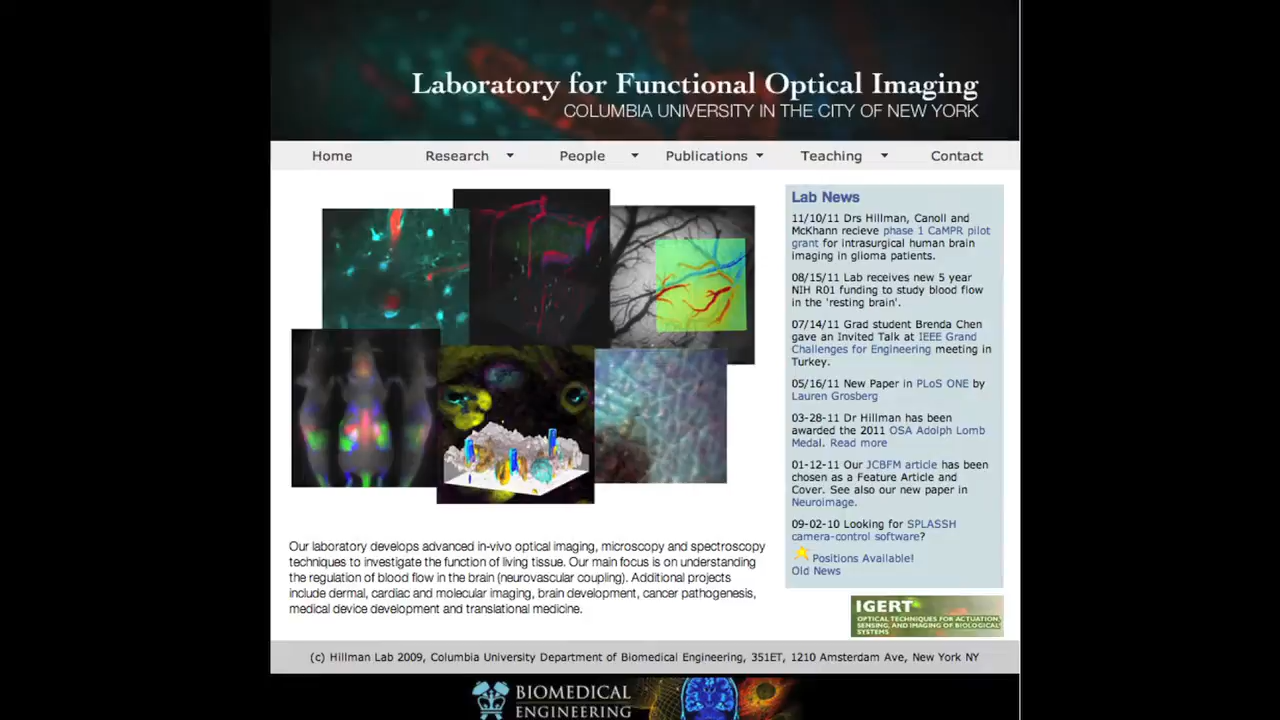 Laboratory for Functional Optical Imaging
COLUMBIA UNIVERSITY IN THE CITY OF NEW YORK
Home Research People Publications Teaching Contact
Lab News
11/10/11 Drs Hillman, Canoll and
McKhann recieve phase 1 CaMPR pilot
grant for intrasurgical human brain
imaging in glioma patients.
08/15/11 Lab receives new 5 year
NIH R01 funding to study blood flow
in the 'resting brain'.
07/14/11 Grad student Brenda Chen
gave an Invited Talk at IEEE Grand
Challenges for Engineering meeting in
Turkey.
05/16/11 New Paper in PLoS ONE by
Lauren Grosberg
03-28-11 Dr Hillman has been
awarded the 2011 OSA Adolph Lomb
Medal. Read more
01-12-11 Our JCBFM article has been
chosen as a Feature Article and
Cover. See also our new paper in
Neuroimage.
09-02-10 Looking for SPLASSH
camera-control software?
Positions Available!
Old News
Our laboratory develops advanced in-vivo optical imaging, microscopy and spectroscopy
techniques to investigate the function of living tissue. Our main focus is on understanding
the regulation of blood flow in the brain (neurovascular coupling). Additional projects
include dermal, cardiac and molecular imaging, brain development, cancer pathogenesis,
medical device development and translational medicine.
IGERT
OPTICAL TECHNIQUES FOR ACTUATION,
SENSING, AND IMAGING OF BIOLOGICAL
SYSTEMS
(c) Hillman Lab 2009, Columbia University Department of Biomedical Engineering, 351ET, 1210 Amsterdam Ave, New York NY
BIOMEDICAL
ENGINEERING